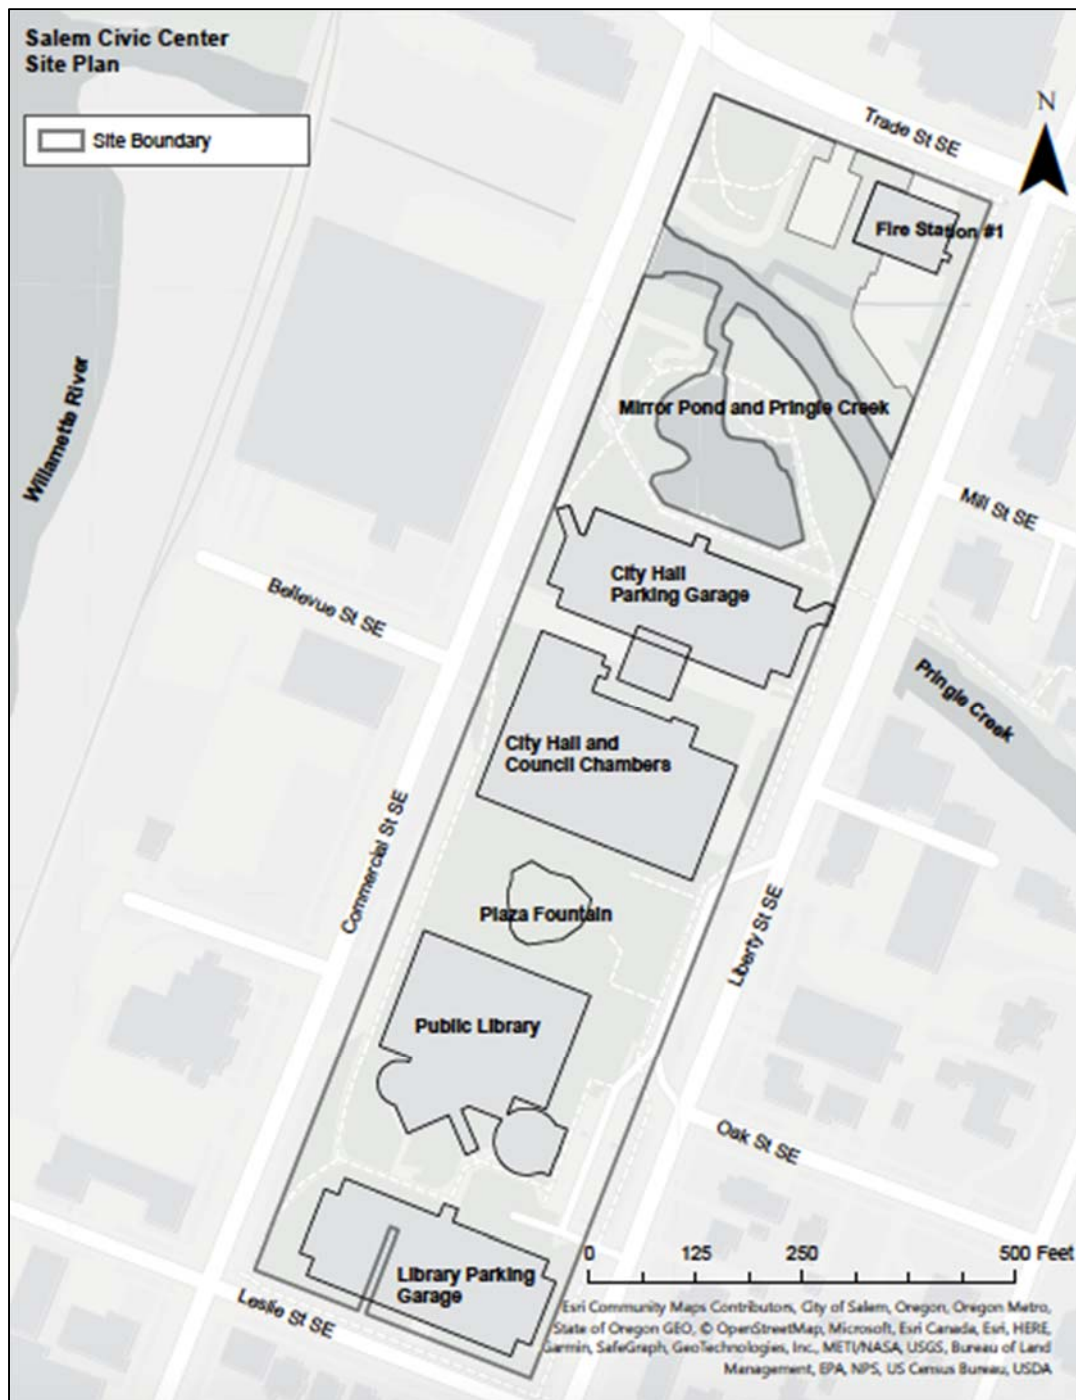 Salem Civic Center
Site Plan
Site Boundary
N
Trade St SE
Fire Station #1
Willamette River
Mirror Pond and Pringle Creek
Mill St SE
City Hall
Parking Garage
Bellevue St SE
Pringle Creek
City Hall and
Council Chambers
Commercial St SE
Plaza Fountain
Liberty St SE
Public Library
Oak St SE
0 125 250 500 Feet
Library Parking
Garage
Leslie St SE
Esri Community Maps Contributors, City of Salem, Oregon, Oregon Metro,
State of Oregon GEO, © OpenStreetMap, Microsoft, Esri Canada, Esri, HERE,
Garmin, SafeGraph, GeoTechnologies, Inc., METI/NASA, USGS, Bureau of Land
Management, EPA, NPS, US Census Bureau, USDA